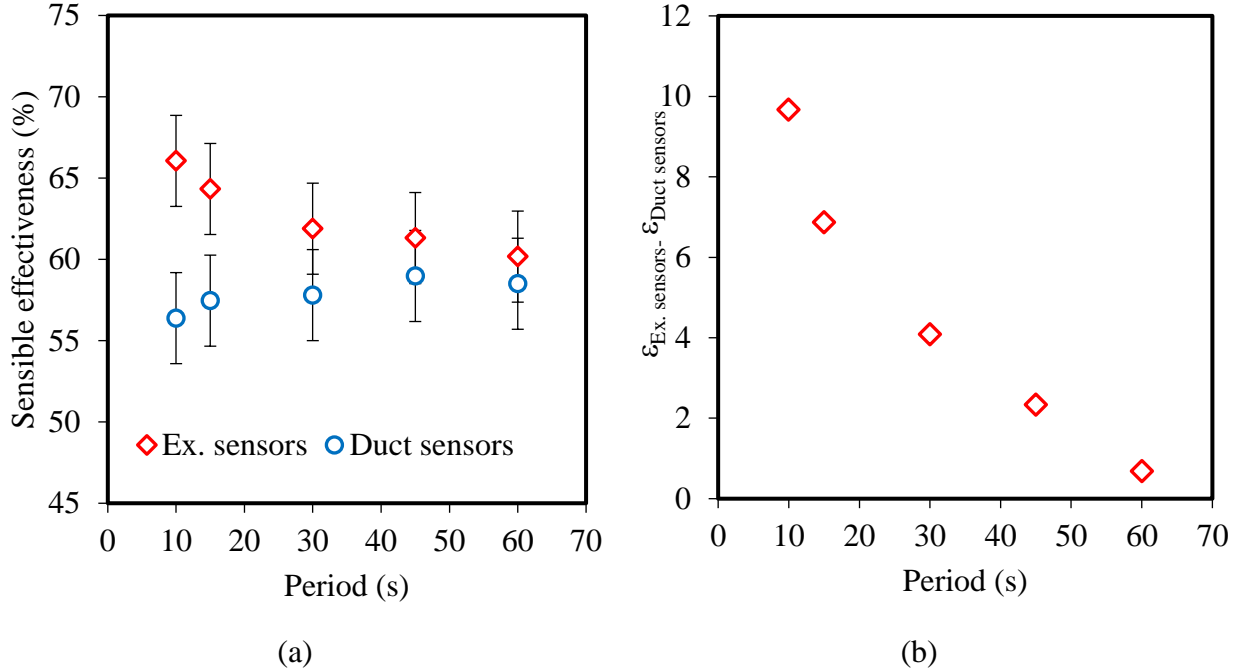 75
70
65
60
55
50
45
Sensible effectiveness (%)
Ex. sensors
Duct sensors
0 10 20 30 40 50 60 70
Period (s)
(a)
12
10
8
6
4
2
0
εEx. sensors- εDuct sensors
0 10 20 30 40 50 60 70
Period (s)
(b)